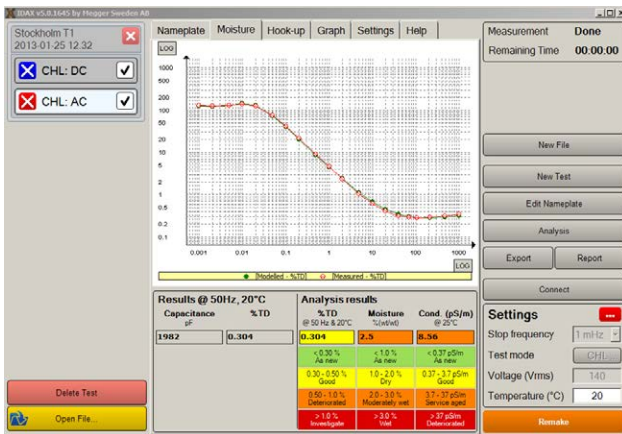 IDAX v5.0.1645 by Megger Sweden AB
Stockholm T1
2013-01-25 12.32
CHL: DC
CHL: AC
Delete Test
Open File...
Nameplate Moisture Hook-up Graph Settings Help
LOG
1000
500
200
100
50
20
10
5
2
1
0.5
0.2
0.1
0.001 0.01 0.1 1 10 100 1000
LOG
[Modelled - %TD] [Measured - %TD]
Results @ 50Hz, 20°C
Capacitance %TD
pF
1982 0.304
Analysis results
%TD Moisture Cond. (pS/m)
@ 50 Hz & 20°C %(wt/wt) @ 25°C
0.304 2.5 8.56
< 0.30 % < 1.0 % < 0.37 pS/m
As new As new As new
0.30 - 0.50 % 1.0 - 2.0 % 0.37 - 3.7 pS/m
Good Dry Good
0.50 - 1.0 % 2.0 - 3.0 % 3.7 - 37 pS/m
Deteriorated Moderately wet Service aged
> 1.0 % > 3.0 % > 37 pS/m
Investigate Wet Deteriorated
Measurement Done
Remaining Time 00:00:00
New File
New Test
Edit Nameplate
Analysis
Export Report
Connect
Settings ...
Stop frequency 1 mHz
Test mode CHL
Voltage (Vrms) 140
Temperature (°C) 20
Remake